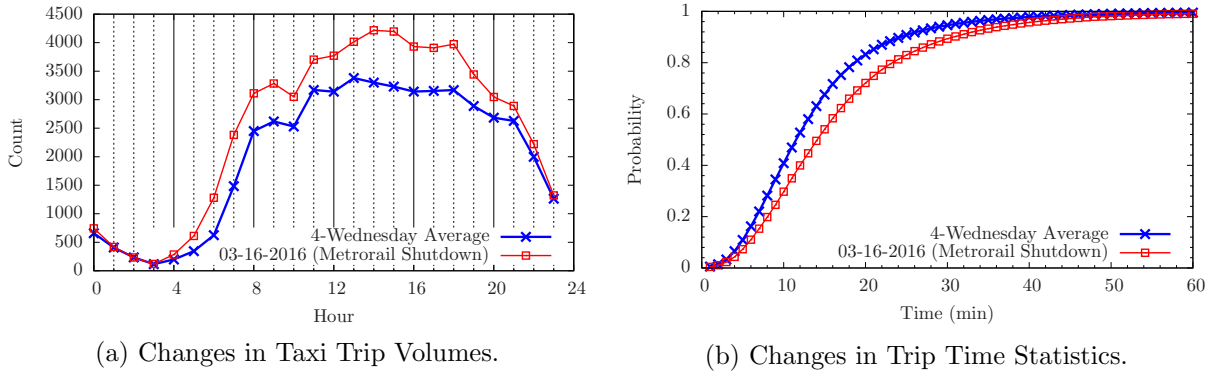 4500
4000
3500
3000
2500
2000
1500
1000
500
0
Count
0 4 8 12 16 20 24
Hour
4-Wednesday Average
03-16-2016 (Metrorail Shutdown)
(a) Changes in Taxi Trip Volumes.
1
0.8
0.6
0.4
0.2
0
Probability
0 10 20 30 40 50 60
Time (min)
4-Wednesday Average
03-16-2016 (Metrorail Shutdown)
(b) Changes in Trip Time Statistics.